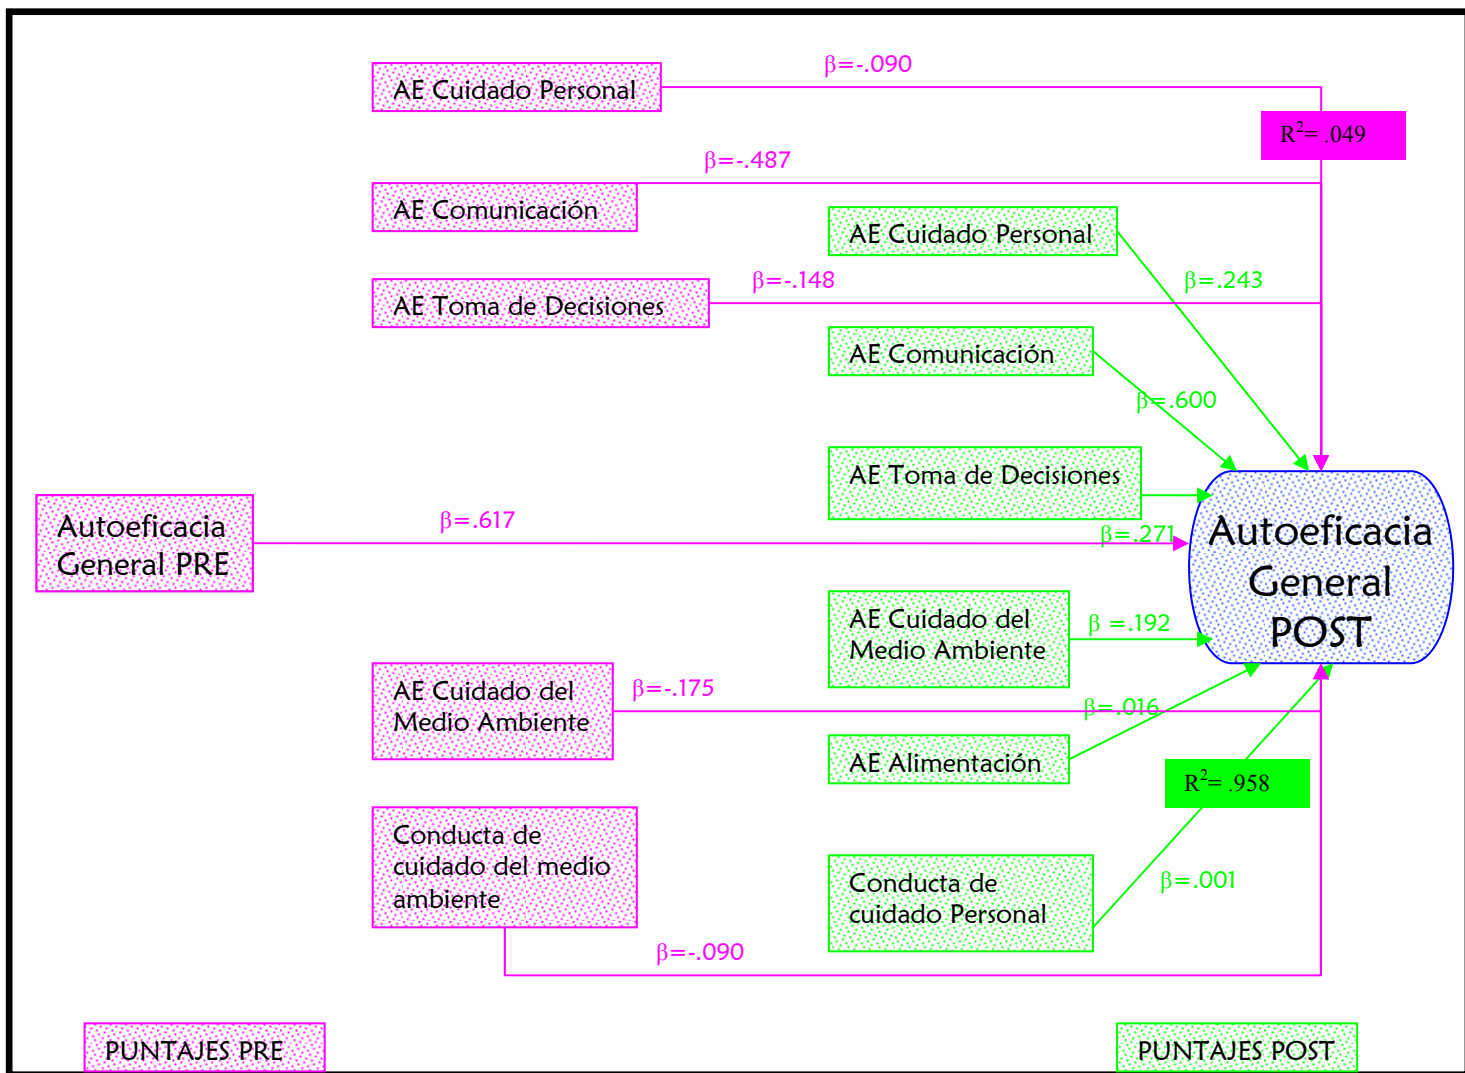 β=-.090
AE Cuidado Personal
R²= .049
β=-.487
AE Comunicación
AE Cuidado Personal
β=-.148
β=.243
AE Toma de Decisiones
AE Comunicación
β=.600
AE Toma de Decisiones
Autoeficacia
General PRE
β=.617
β=.271
Autoeficacia
General
POST
AE Cuidado del
Medio Ambiente
β =.192
AE Cuidado del
Medio Ambiente
β=-.175
β=.016
AE Alimentación
R²= .958
Conducta de
cuidado del medio
ambiente
Conducta de
cuidado Personal
β=.001
β=-.090
PUNTAJES PRE
PUNTAJES POST